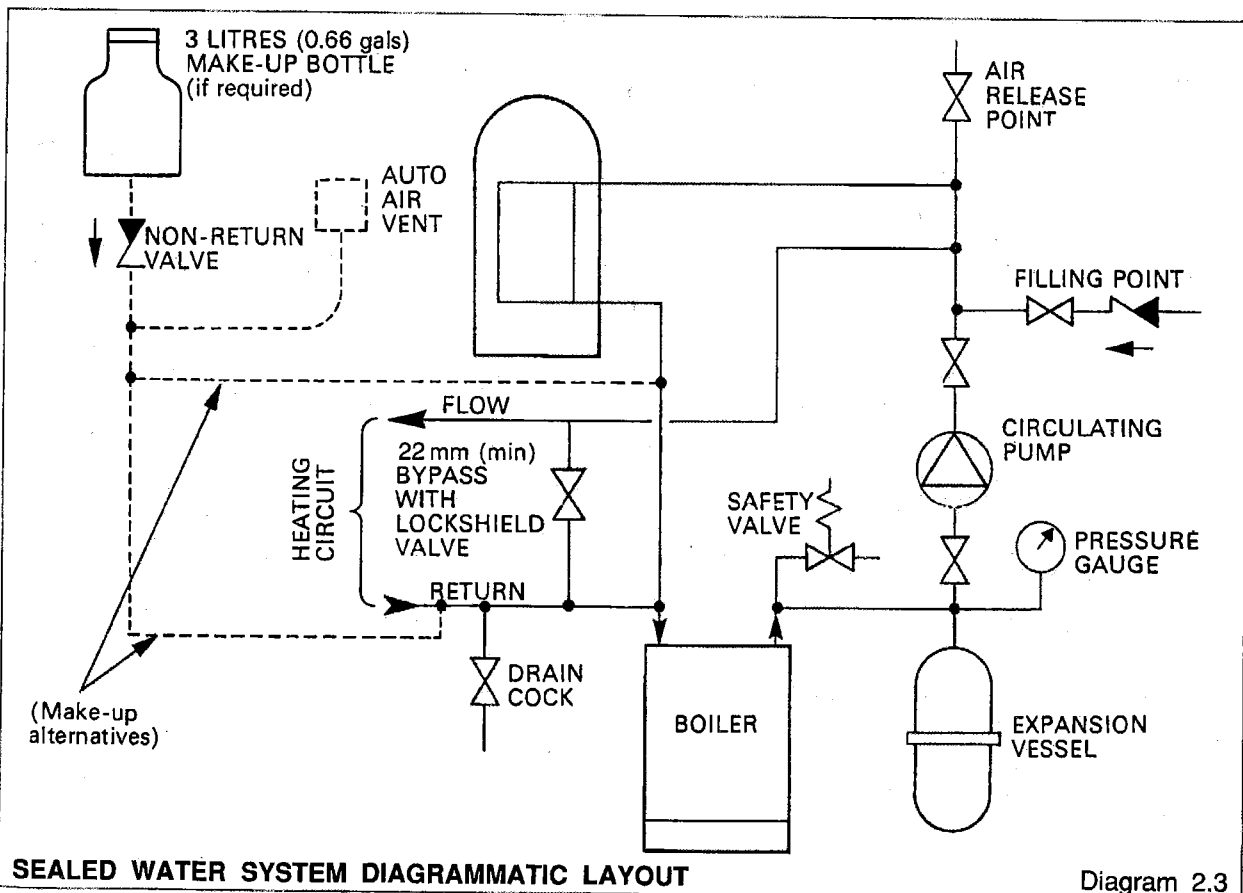 3 LITRES (0.66 gals)
MAKE-UP BOTTLE
(if required)
AIR
RELEASE
POINT
AUTO
AIR
VENT
NON-RETURN
VALVE
FILLING POINT
FLOW
22 mm (min)
BYPASS
WITH
LOCKSHIELD
VALVE
HEATING
CIRCUIT
CIRCULATING
PUMP
SAFETY
VALVE
PRESSURE
GAUGE
RETURN
DRAIN
COCK
(Make-up
alternatives)
BOILER
EXPANSION
VESSEL
SEALED WATER SYSTEM DIAGRAMMATIC LAYOUT
Diagram 2.3